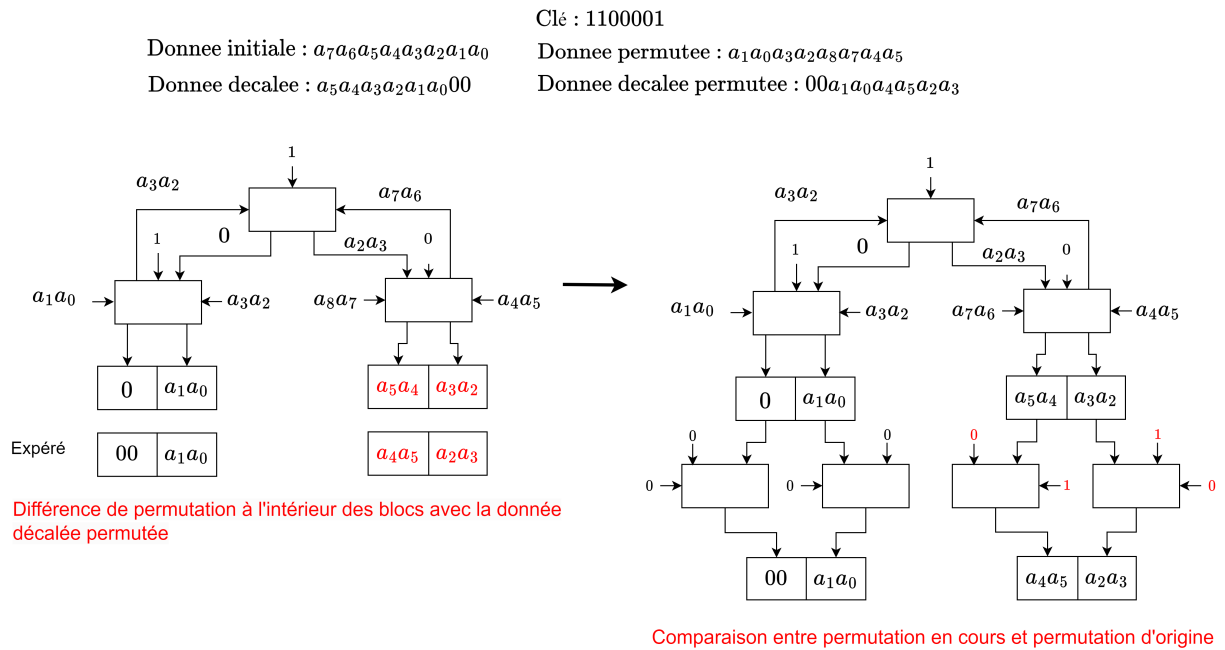 Clé : 1100001
Donnee initiale : a₇a₆a₅a₄a₃a₂a₁a₀
Donnee permutee : a₁a₀a₃a₂a₈a₇a₄a₅
Donnee decalee : a₅a₄a₃a₂a₁a₀00
Donnee decalee permutee : 00a₁a₀a₄a₅a₂a₃
1
a₃a₂
a₇a₆
0
1
a₂a₃
0
a₁a₀
a₃a₂
a₈a₇
a₄a₅
0 a₁a₀
a₅a₄ a₃a₂
Expéré
00 a₁a₀
a₄a₅ a₂a₃
Différence de permutation à l'intérieur des blocs avec la donnée
décalée permutée
1
a₃a₂
a₇a₆
0
1
a₂a₃
0
a₁a₀
a₃a₂
a₇a₆
a₄a₅
0 a₁a₀
a₅a₄ a₃a₂
0
0
0
1
0
0
1
0
00 a₁a₀
a₄a₅ a₂a₃
Comparaison entre permutation en cours et permutation d'origine